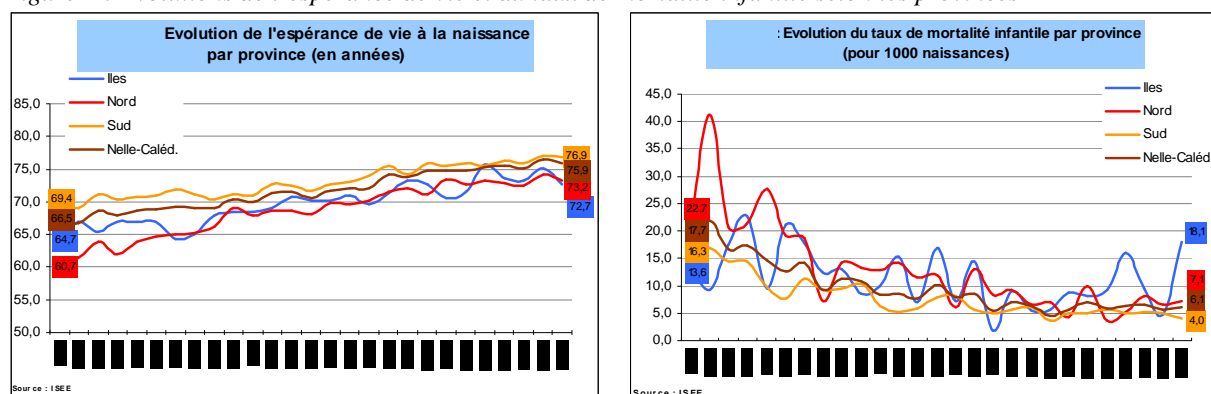 Evolution de l'espérance de vie à la naissance
par province (en années)
Iles
Nord
Sud
Nelle-Caléd.
85,0
80,0
75,0
70,0
65,0
60,0
55,0
50,0
69,4
66,5
64,7
60,7
76,9
75,9
73,2
72,7
Source : ISEE
: Evolution du taux de mortalité infantile par province
(pour 1000 naissances)
Iles
Nord
Sud
Nelle-Caléd
45,0
40,0
35,0
30,0
25,0
20,0
15,0
10,0
5,0
0,0
22,7
17,7
16,3
13,6
18,1
7,1
6,1
4,0
Source : ISEE